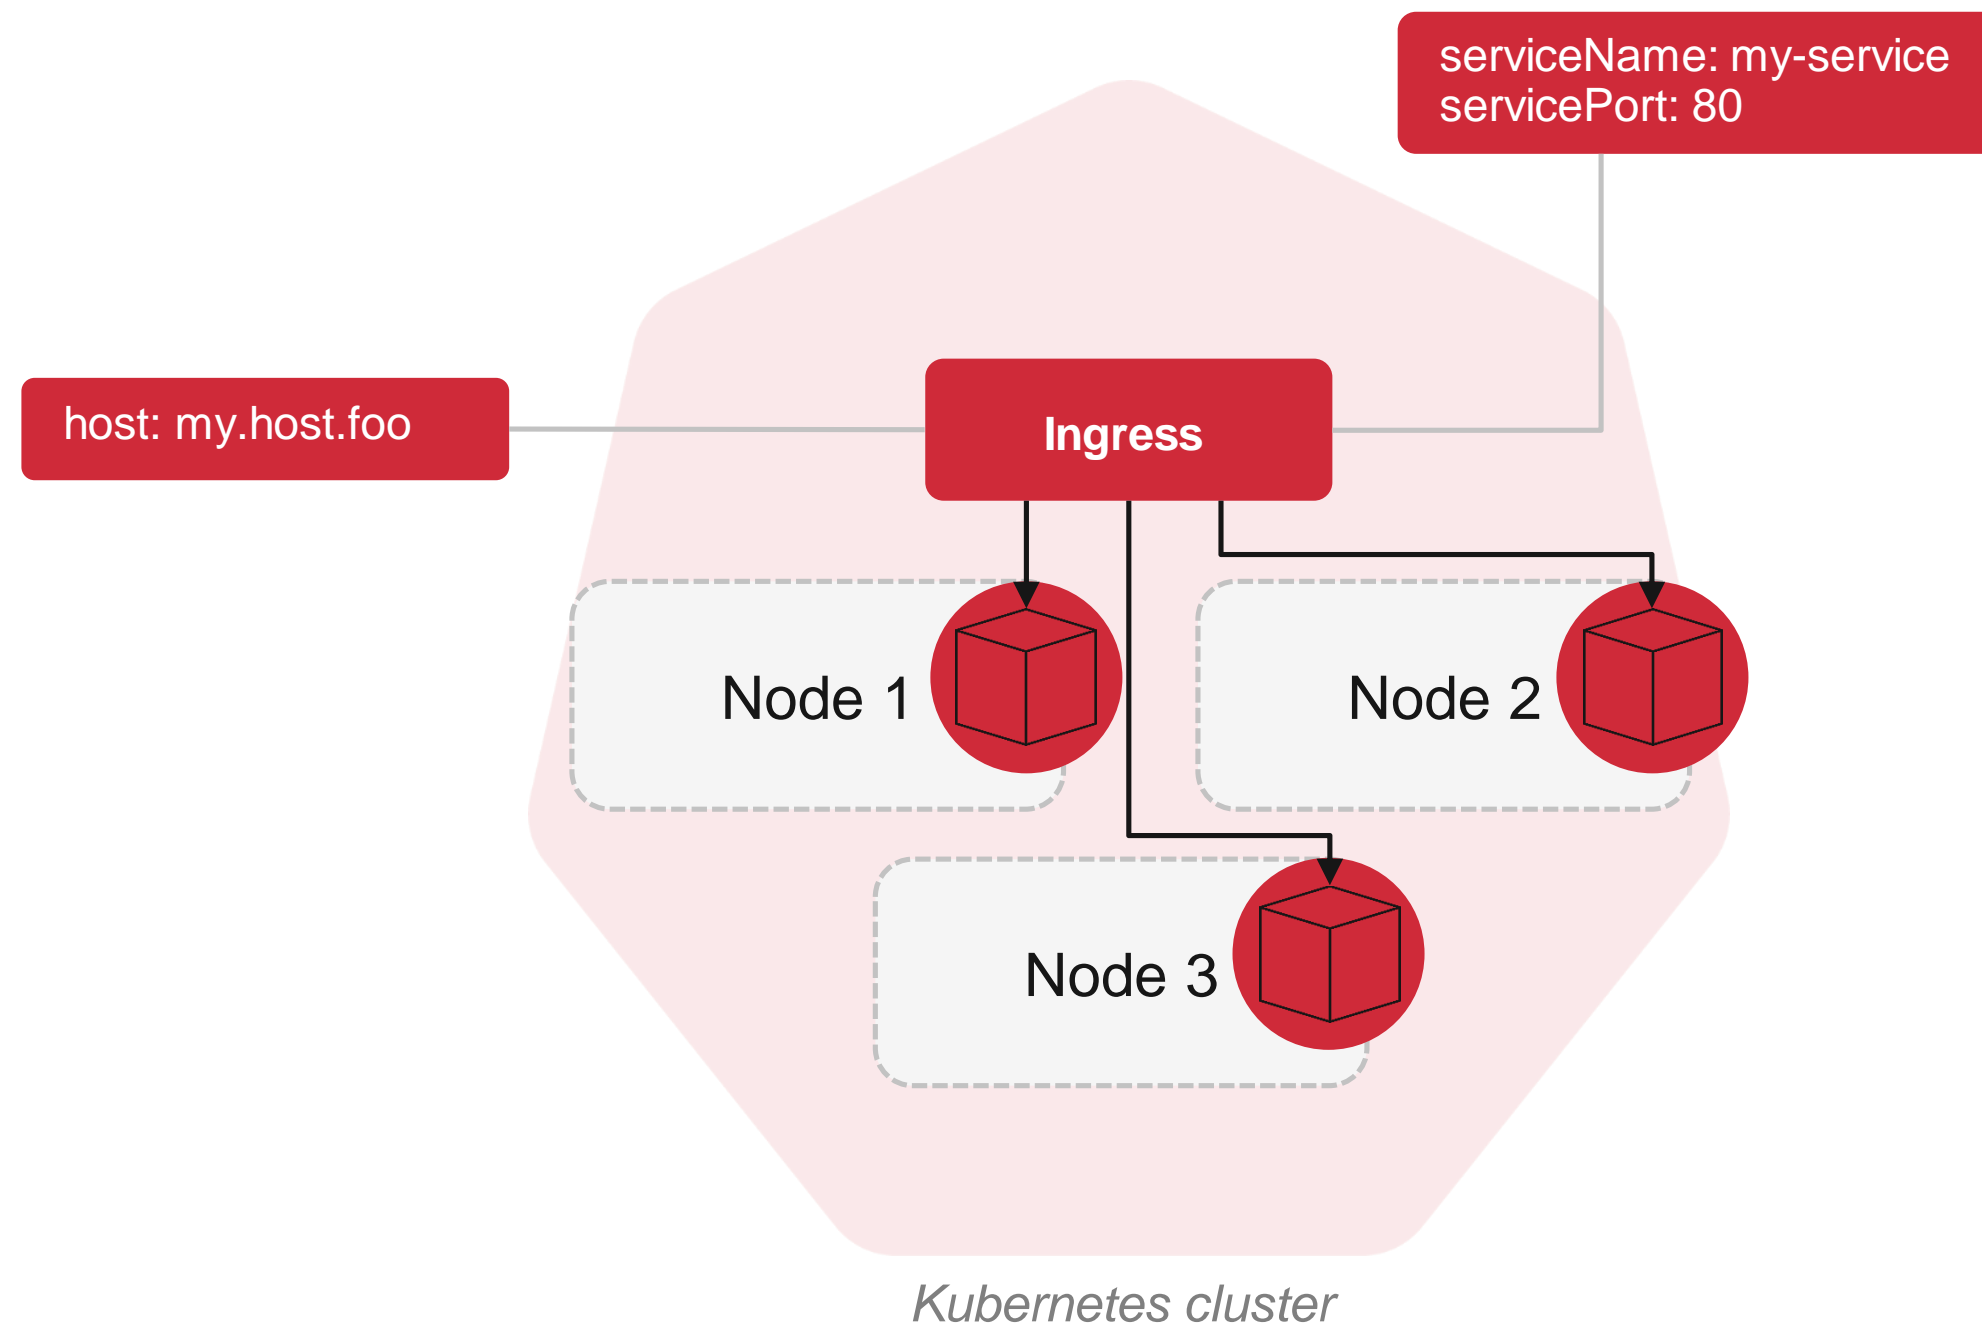 serviceName: my-service
servicePort: 80
host: my.host.foo
Ingress
Node 1
Node 2
Node 3
Kubernetes cluster